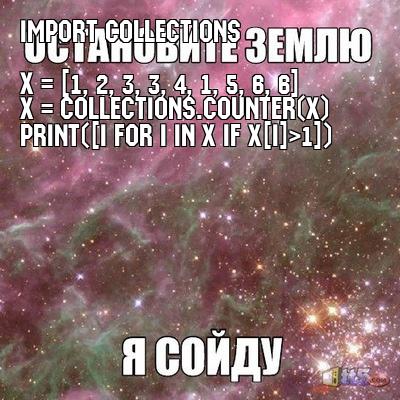 IMPORT COLLECTIONS
ОСТАНОВИТЕ ЗЕМЛЮ
X = [1, 2, 3, 3, 4, 1, 5, 6, 6]
X = COLLECTIONS.COUNTER(X)
PRINT([I FOR I IN X IF X[I]>1])
Я СОЙДУ